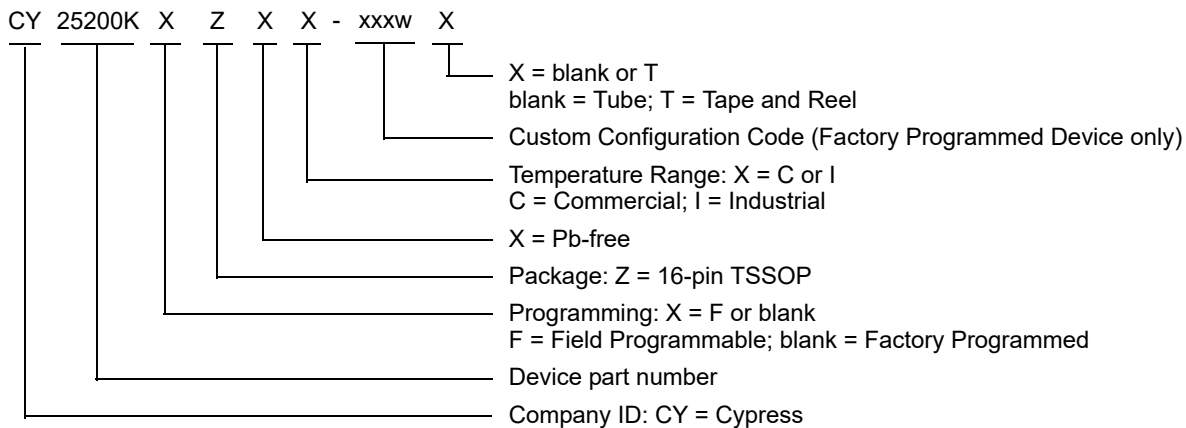 CY 25200K X Z X X - xxxw X
X = blank or T
blank = Tube; T = Tape and Reel
Custom Configuration Code (Factory Programmed Device only)
Temperature Range: X = C or I
C = Commercial; I = Industrial
X = Pb-free
Package: Z = 16-pin TSSOP
Programming: X = F or blank
F = Field Programmable; blank = Factory Programmed
Device part number
Company ID: CY = Cypress